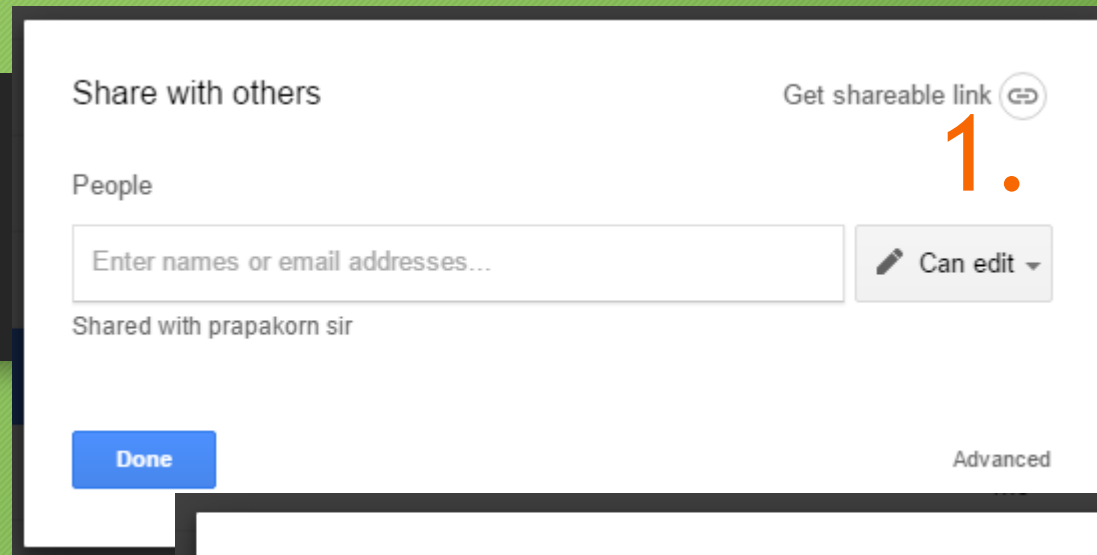 Share with others
Get shareable link
1.
People
Enter names or email addresses...
Can edit
Shared with prapakorn sir
Done
Advanced